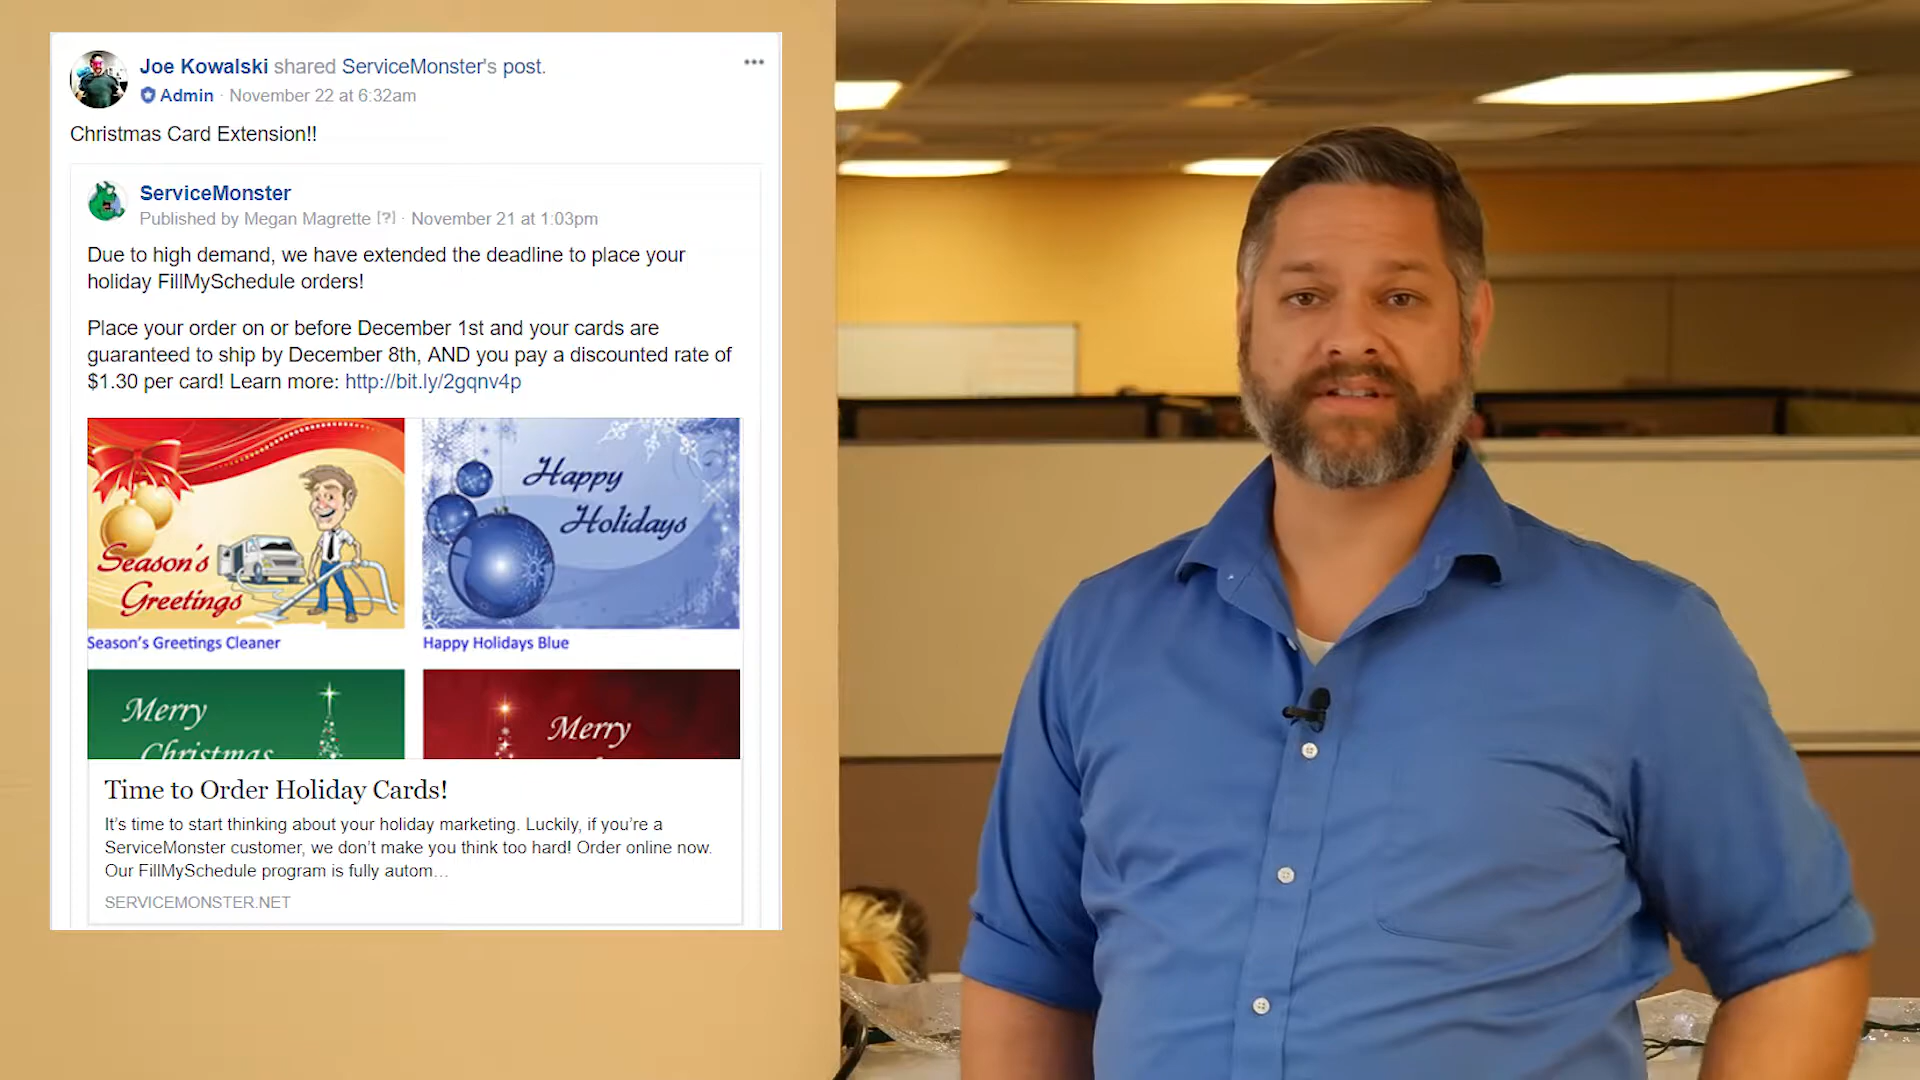 Joe Kowalski shared ServiceMonster's post.
Admin · November 22 at 6:32am
Christmas Card Extension!!
ServiceMonster
Published by Megan Magrette [?] · November 21 at 1:03pm
Due to high demand, we have extended the deadline to place your
holiday FillMySchedule orders!
Place your order on or before December 1st and your cards are
guaranteed to ship by December 8th, AND you pay a discounted rate of
$1.30 per card! Learn more: http://bit.ly/2gqnv4p
Season's
Greetings
Happy
Holidays
Season's Greetings Cleaner
Happy Holidays Blue
Merry
Christmas
Merry
Time to Order Holiday Cards!
It's time to start thinking about your holiday marketing. Luckily, if you're a
ServiceMonster customer, we don't make you think too hard! Order online now.
Our FillMySchedule program is fully autom...
SERVICEMONSTER.NET